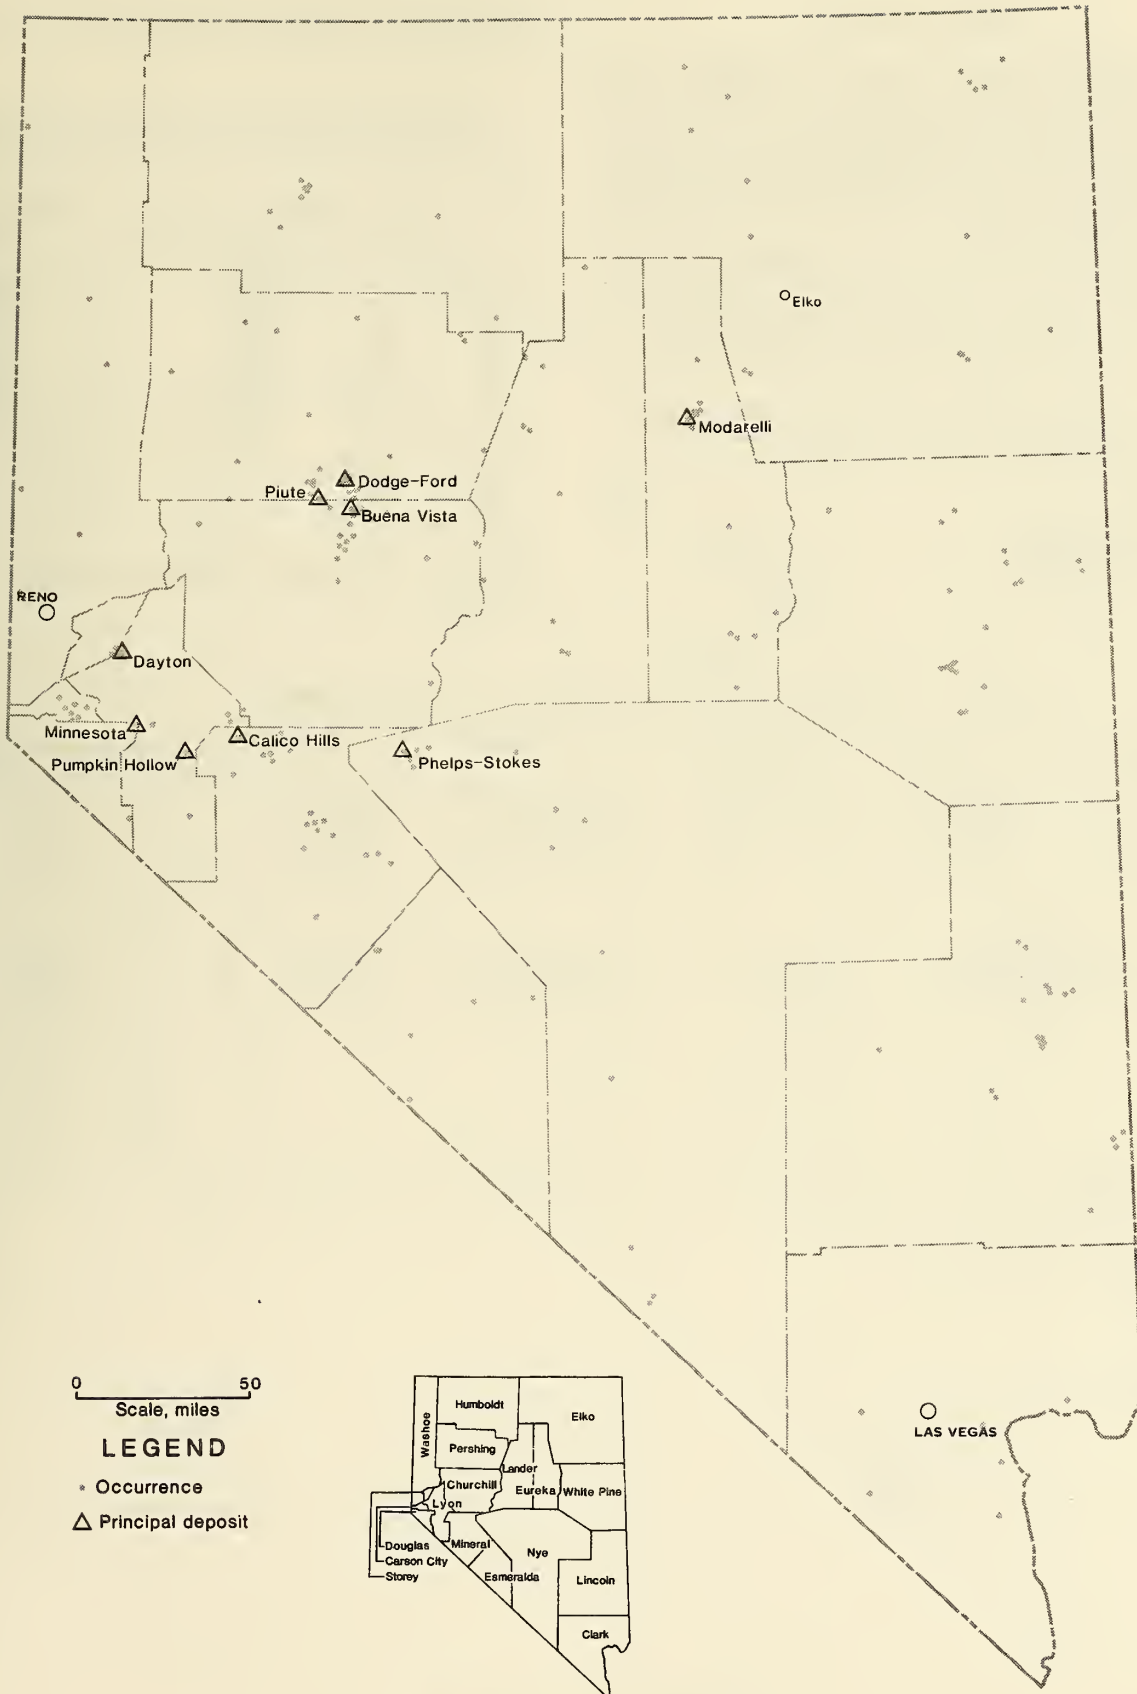 Elko
Modarelli
Dodge-Ford
Piute
Buena Vista
RENO
Dayton
Minnesota
Calico Hills
Pumpkin Hollow
Phelps-Stokes
0 50
Scale, miles
LEGEND
Occurrence
Principal deposit
LAS VEGAS
Washoe
Humboldt
Elko
Pershing
Lander
Churchill
Eureka
White Pine
Lyon
Douglas
Carson City
Storey
Mineral
Nye
Esmeralda
Lincoln
Clark